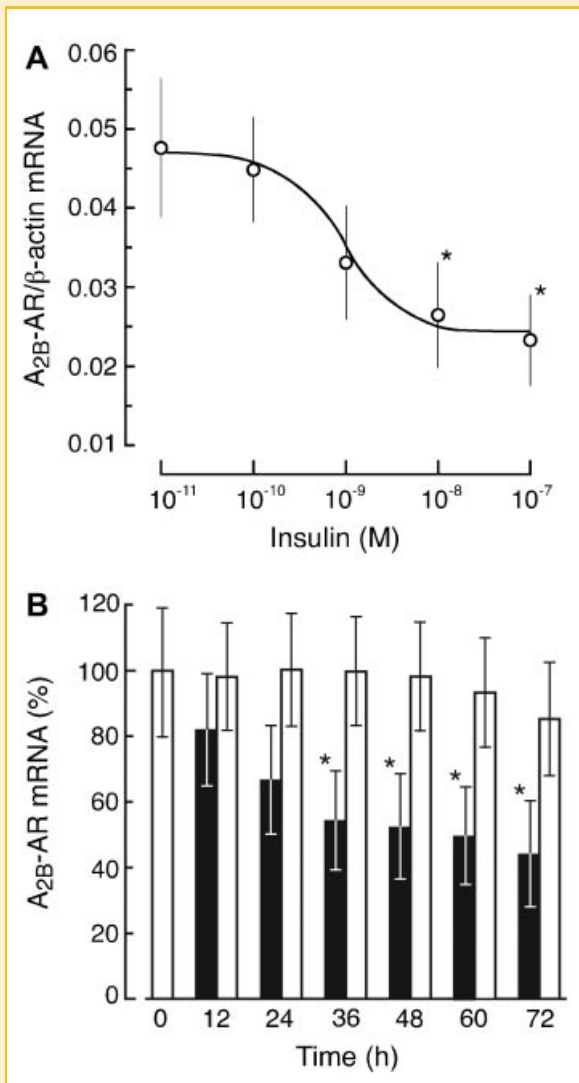 A
A2B-AR/β-actin mRNA
0.06
0.05
0.04
0.03
0.02
0.01
*
*
10-11 10-10 10-9 10-8 10-7
Insulin (M)
B
A2B-AR mRNA (%)
120
100
80
60
40
20
0
* * * *
0 12 24 36 48 60 72
Time (h)